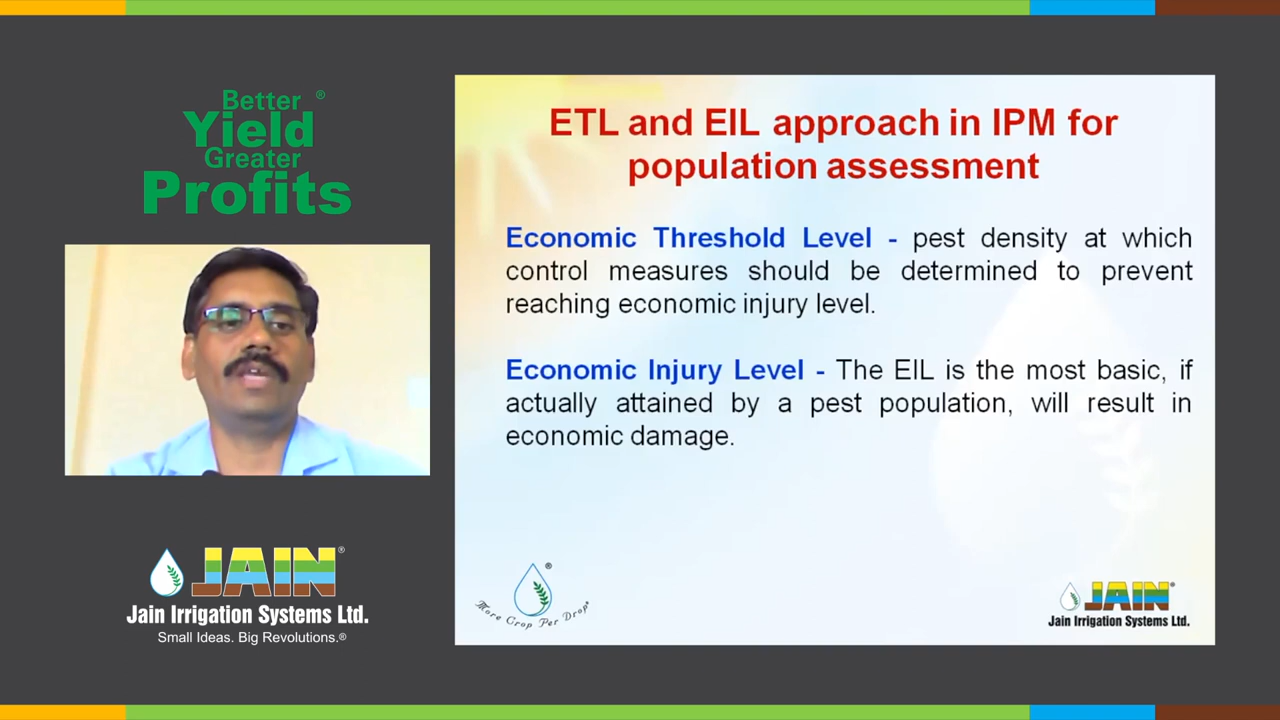 Better ®
Yield
Greater
Profits
JAIN®
Jain Irrigation Systems Ltd.
Small Ideas. Big Revolutions.®
ETL and EIL approach in IPM for
population assessment
Economic Threshold Level - pest density at which
control measures should be determined to prevent
reaching economic injury level.
Economic Injury Level - The EIL is the most basic, if
actually attained by a pest population, will result in
economic damage.
®
More Crop Per Drop®
JAIN®
Jain Irrigation Systems Ltd.